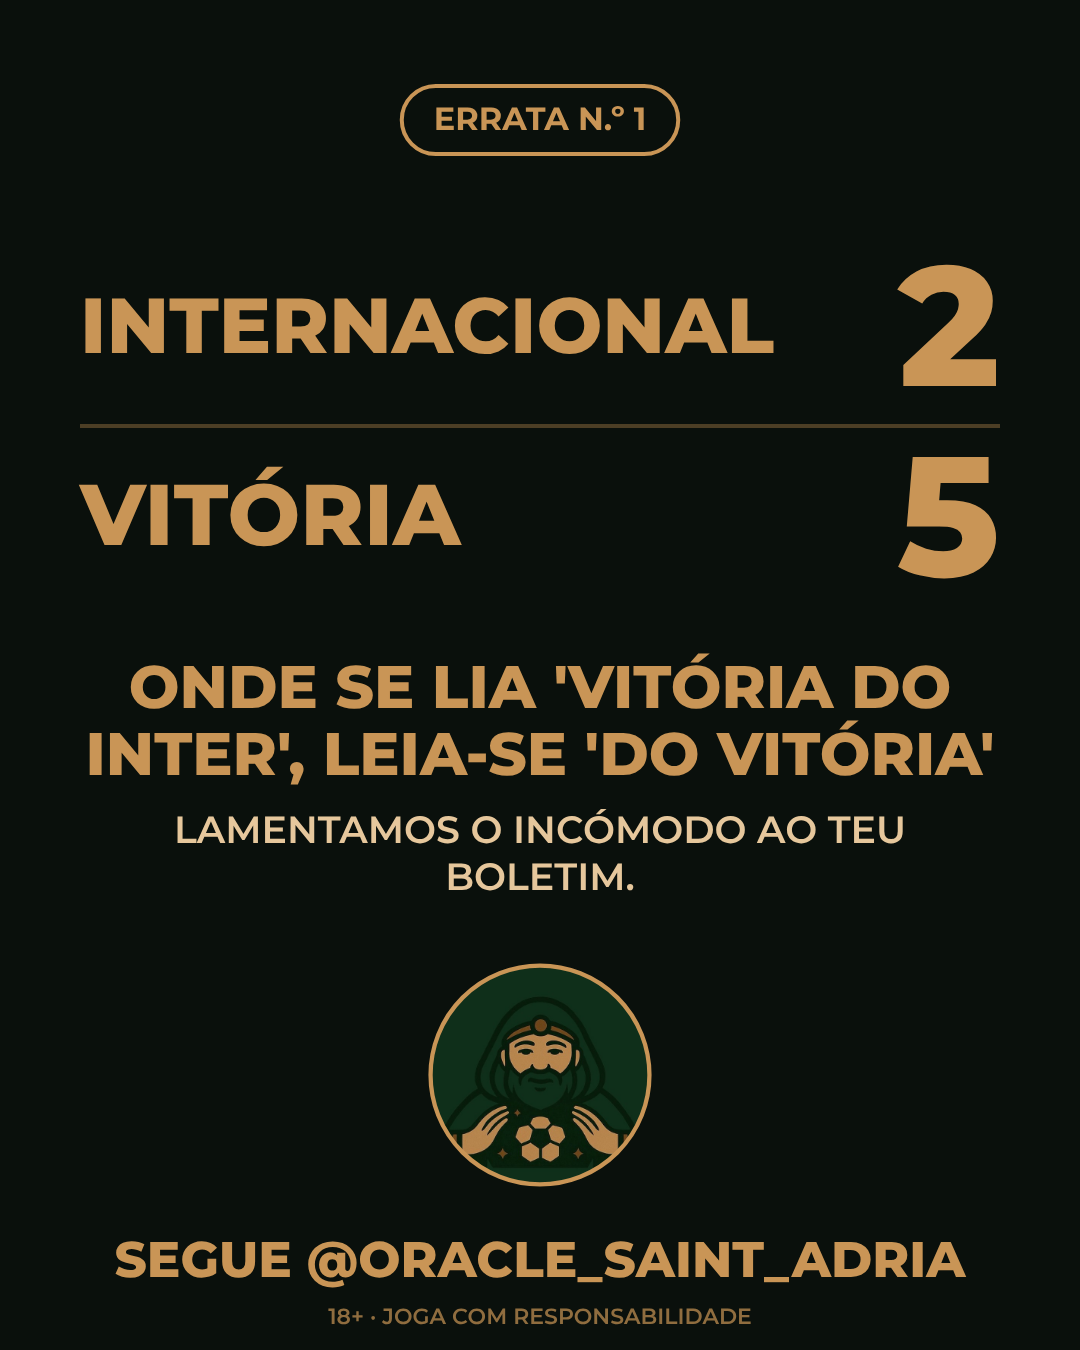 ERRATA N.º 1
INTERNACIONAL 2
VITÓRIA 5
ONDE SE LIA 'VITÓRIA DO
INTER', LEIA-SE 'DO VITÓRIA'
LAMENTAMOS O INCÓMODO AO TEU
BOLETIM.
SEGUE @ORACLE_SAINT_ADRIA
18+ · JOGA COM RESPONSABILIDADE